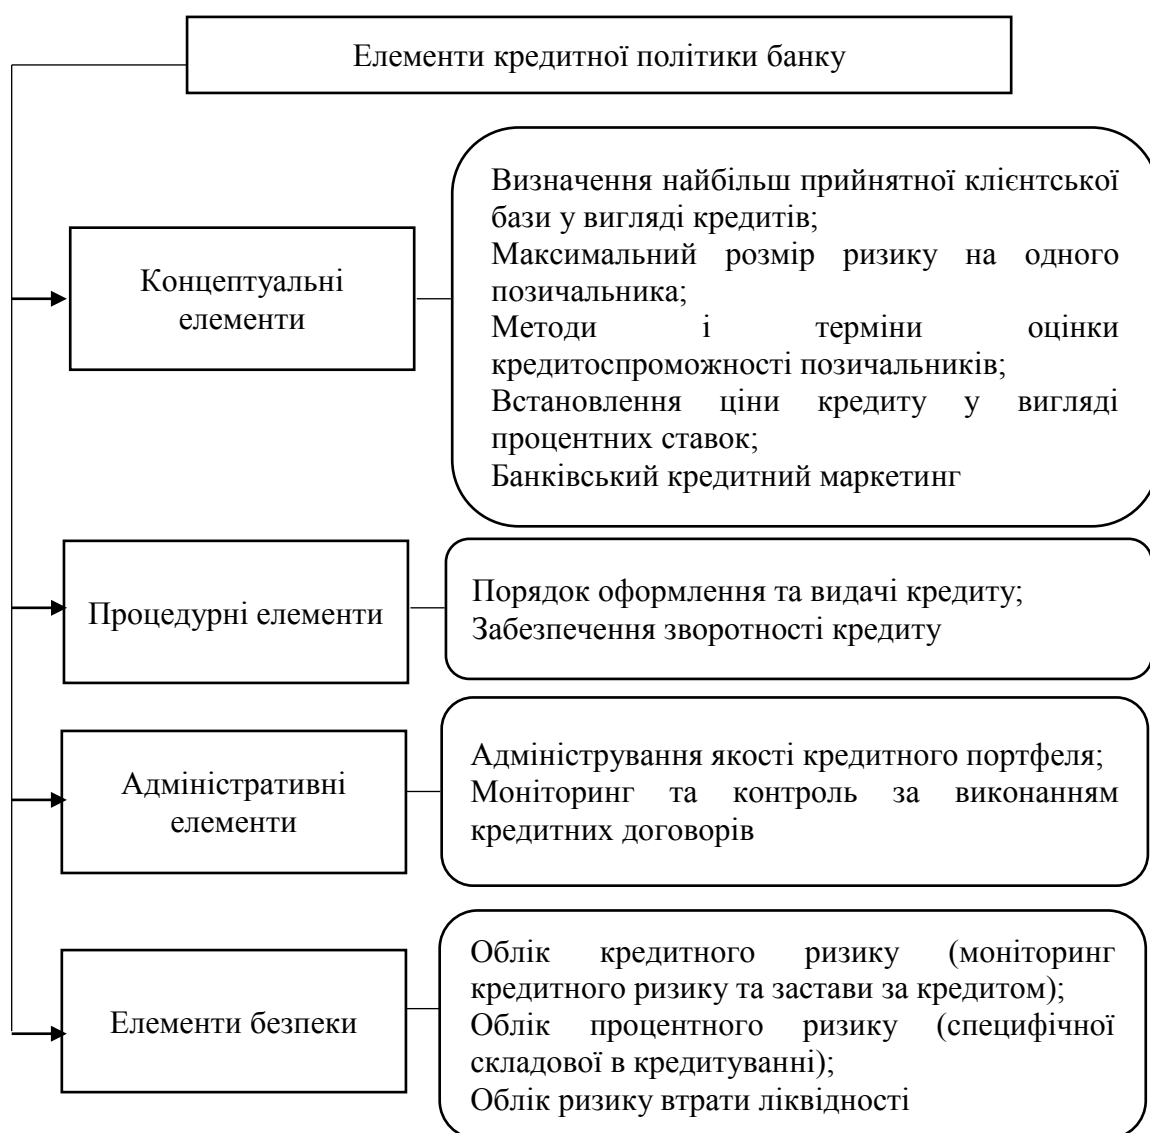 Елементи кредитної політики банку
Концептуальні
елементи
Визначення найбільш прийнятної клієнтської
бази у вигляді кредитів;
Максимальний розмір ризику на одного
позичальника;
Методи і терміни оцінки
кредитоспроможності позичальників;
Встановлення ціни кредиту у вигляді
процентних ставок;
Банківський кредитний маркетинг
Процедурні елементи
Порядок оформлення та видачі кредиту;
Забезпечення зворотності кредиту
Адміністративні
елементи
Адміністрування якості кредитного портфеля;
Моніторинг та контроль за виконанням
кредитних договорів
Елементи безпеки
Облік кредитного ризику (моніторинг
кредитного ризику та застави за кредитом);
Облік процентного ризику (специфічної
складової в кредитуванні);
Облік ризику втрати ліквідності